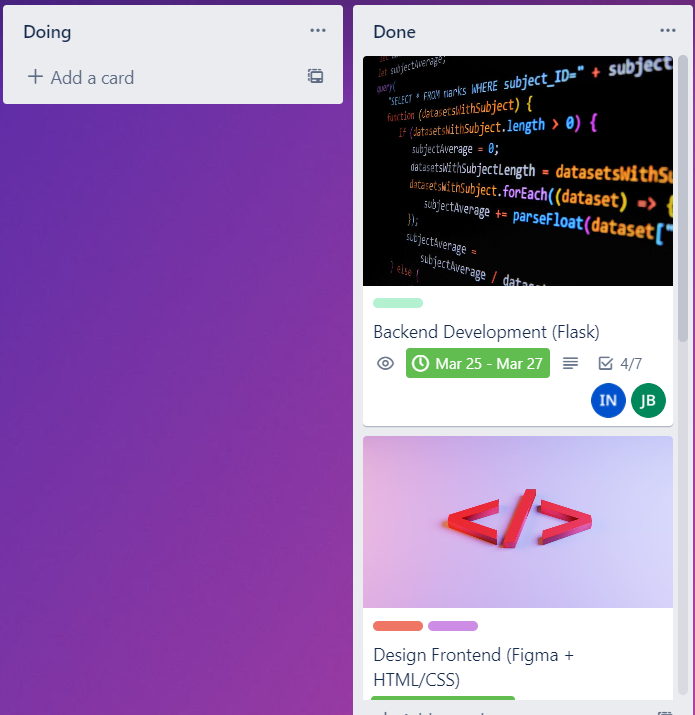 Doing
Add a card
Done
let subjectAverage;
query(
"SELECT * FROM marks WHERE subject_ID=" + subject
function (datasetsWithSubject) {
if (datasetsWithSubject.length > 0) {
subjectAverage = 0;
datasetsWithSubjectLength = datasetsWithSu
datasetsWithSubject.forEach((dataset) => {
subjectAverage += parseFloat(dataset["
});
subjectAverage =
subjectAverage / datas
} else {
Backend Development (Flask)
Mar 25 - Mar 27
4/7
IN
JB
</>
Design Frontend (Figma +
HTML/CSS)